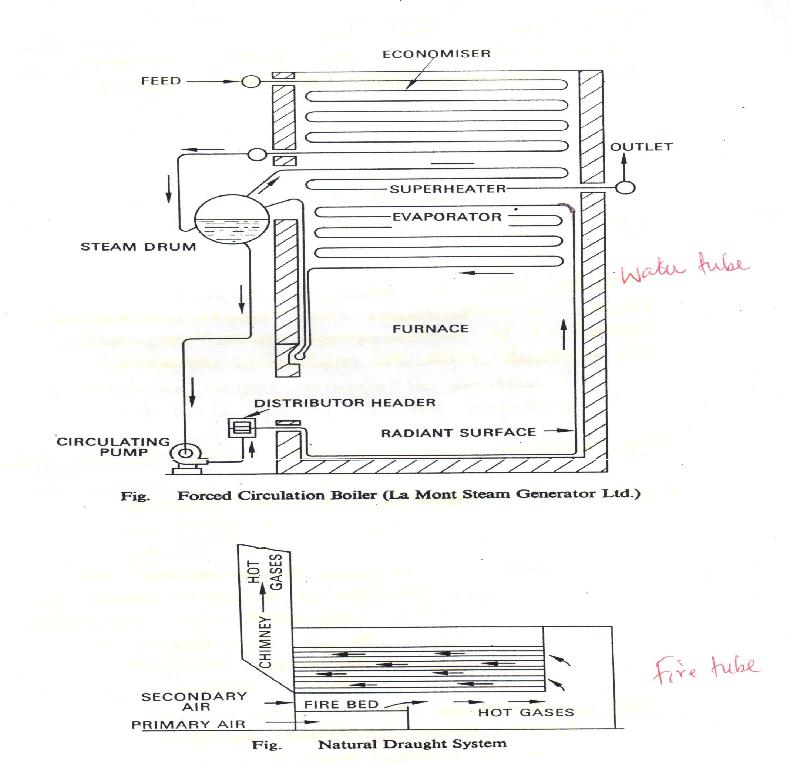 ECONOMISER
FEED
OUTLET
SUPERHEATER
EVAPORATOR
STEAM DRUM
Water tube
FURNACE
DISTRIBUTOR HEADER
RADIANT SURFACE
CIRCULATING
PUMP
Fig. Forced Circulation Boiler (La Mont Steam Generator Ltd.)
CHIMNEY
HOT
GASES
Fire tube
SECONDARY
AIR
FIRE BED
HOT GASES
PRIMARY AIR
Fig. Natural Draught System